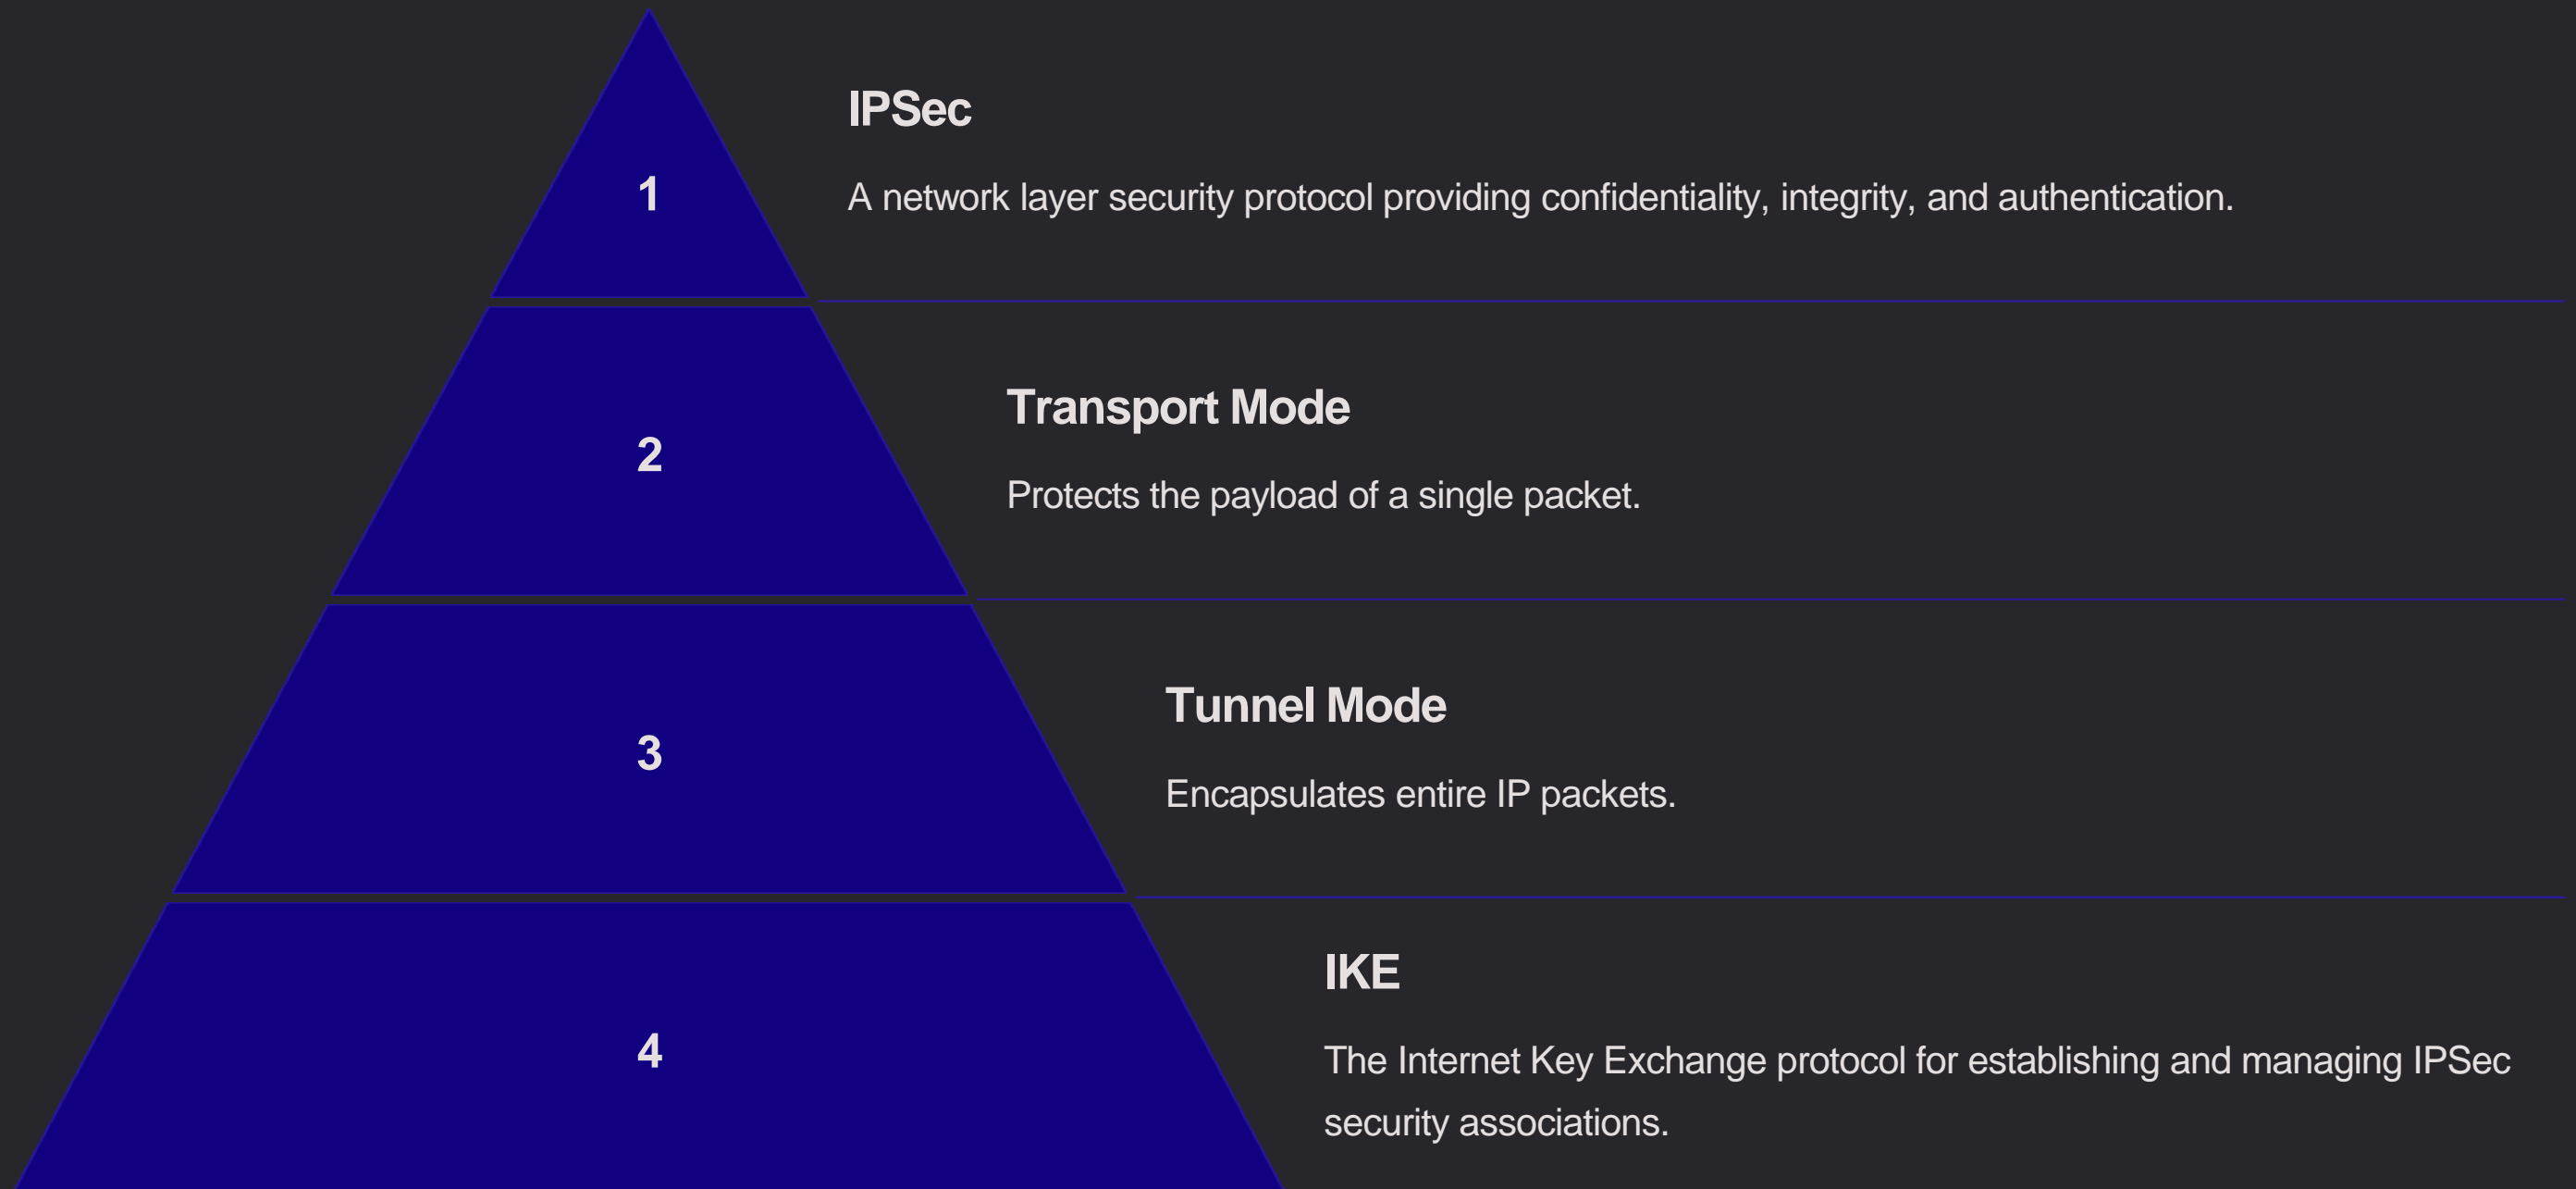 1
IPSec
A network layer security protocol providing confidentiality, integrity, and authentication.
2
Transport Mode
Protects the payload of a single packet.
3
Tunnel Mode
Encapsulates entire IP packets.
4
IKE
The Internet Key Exchange protocol for establishing and managing IPSec
security associations.